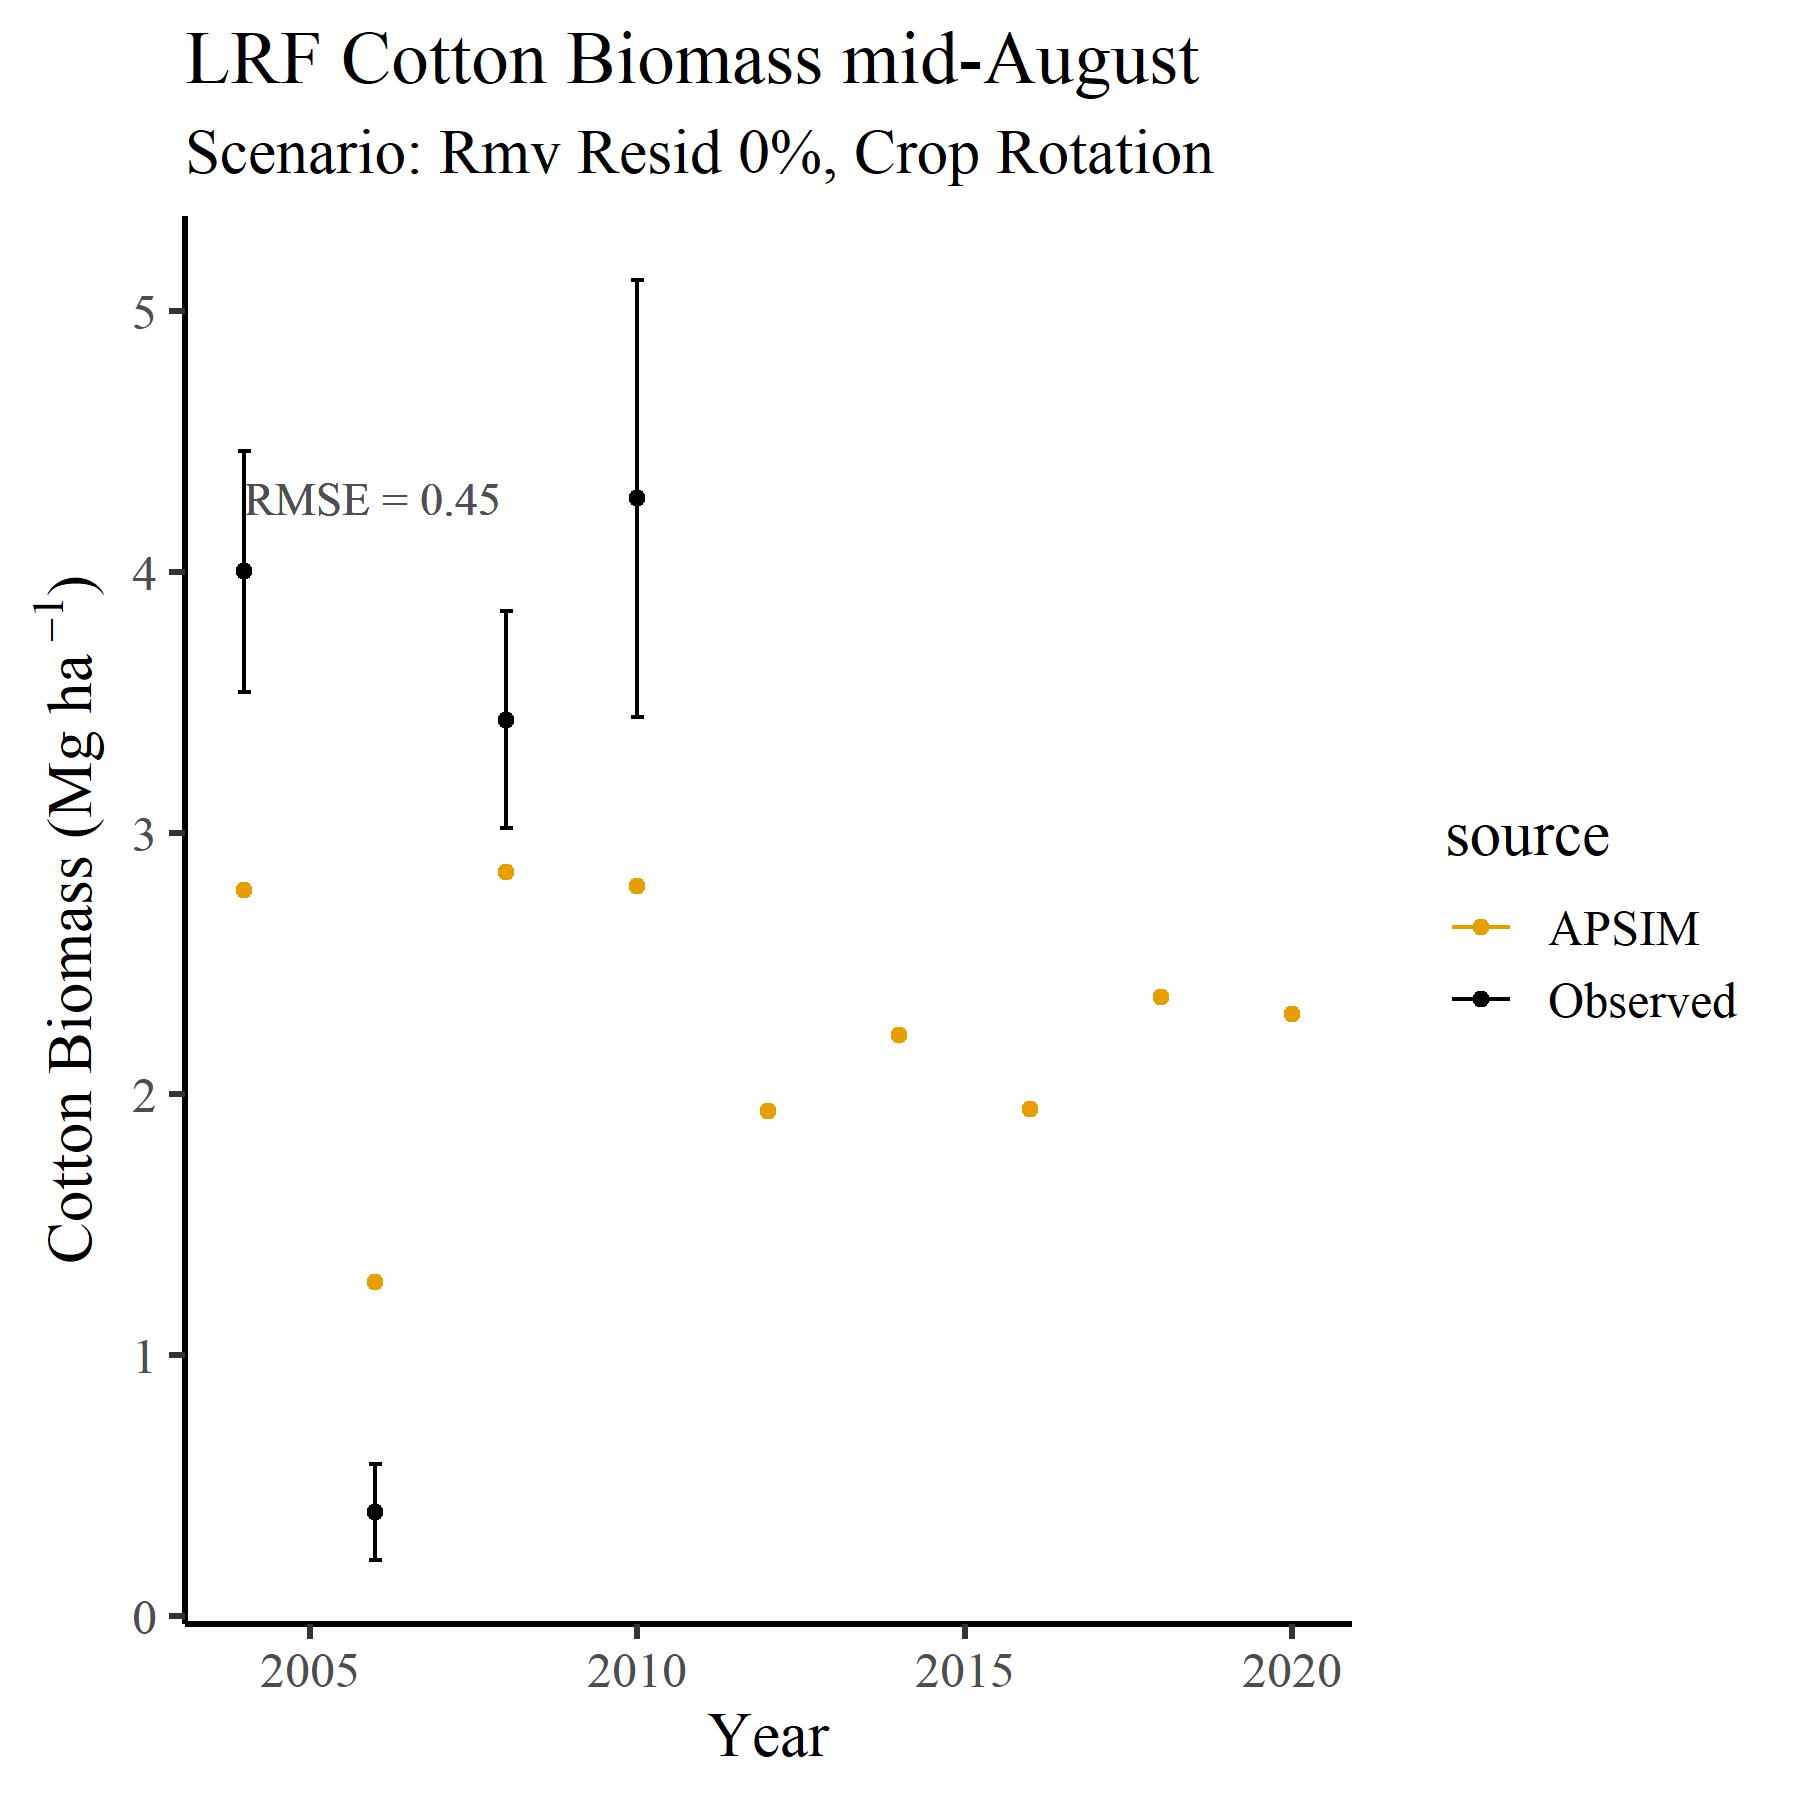 LRF Cotton Biomass mid-August
Scenario: Rmv Resid 0%, Crop Rotation
Cotton Biomass (Mg ha⁻¹)
5
4
3
2
1
0
RMSE = 0.45
2005 2010 2015 2020
Year
source
APSIM
Observed